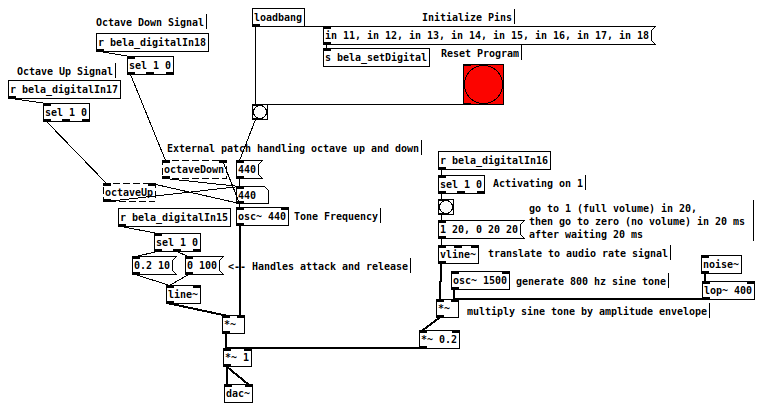 loadbang
Initialize Pins
Octave Down Signal
in 11, in 12, in 13, in 14, in 15, in 16, in 17, in 18
r bela_digitalIn18
s bela_setDigital
Reset Program
sel 1 0
Octave Up Signal
r bela_digitalIn17
sel 1 0
External patch handling octave up and down
octaveDown
440
r bela_digitalIn16
octaveUp
440
sel 1 0
Activating on 1
r bela_digitalIn15
osc~ 440
Tone Frequency
go to 1 (full volume) in 20,
then go to zero (no volume) in 20 ms
after waiting 20 ms
1 20, 0 20 20
sel 1 0
vline~
translate to audio rate signal
0.2 10
0 100
<-- Handles attack and release
noise~
osc~ 1500
generate 800 hz sine tone
line~
lop~ 400
*~
multiply sine tone by amplitude envelope
*~
*~ 0.2
*~ 1
dac~